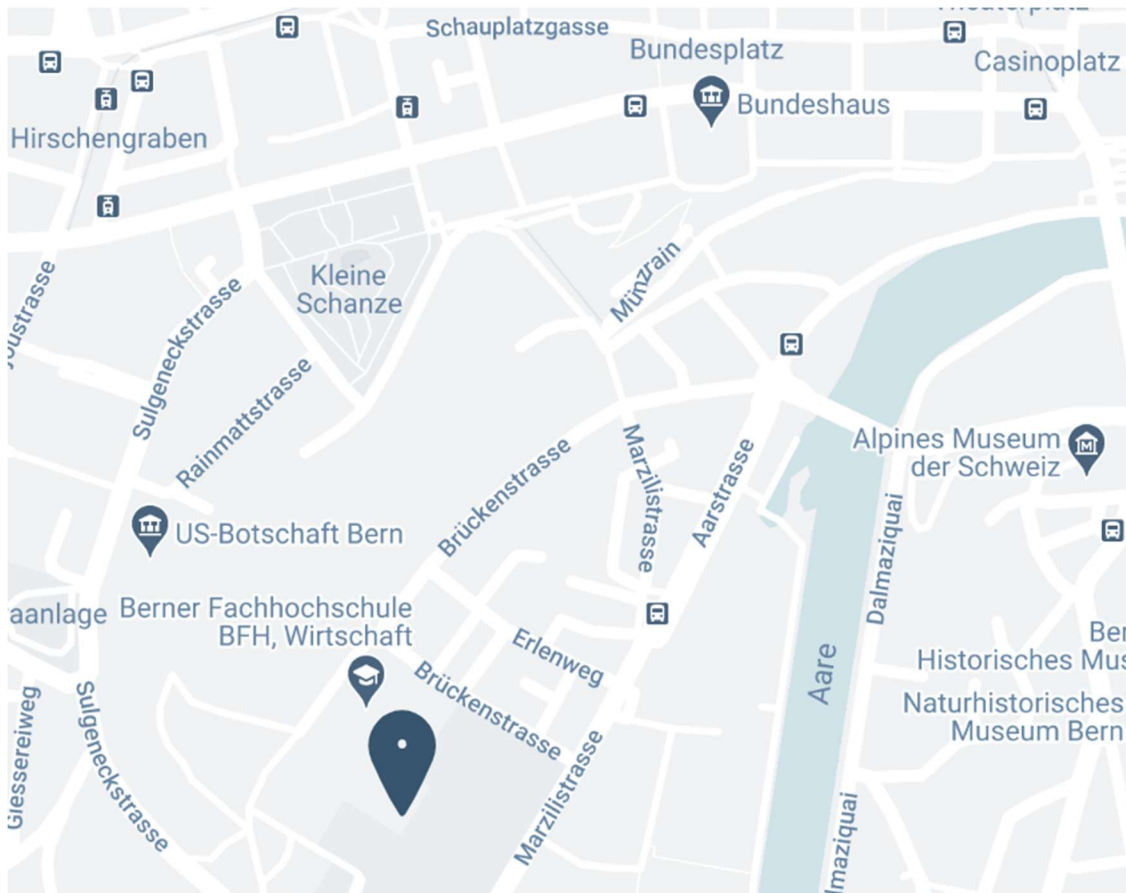 Schauplatzgasse
Bundesplatz
Casinoplatz
Bundeshaus
Hirschengraben
Münzrain
Kleine
Schanze
Sulgeneckstrasse
Rainmattstrasse
Brückenstrasse
Marzilistrasse
Aarstrasse
Alpines Museum
der Schweiz
M
US-Botschaft Bern
Dalmaziquai
Berner Fachhochschule
BFH, Wirtschaft
Erlenweg
Aare
Historisches
Brückenstrasse
Naturhistorisches
Museum Bern
Giessereiweg
Sulgeneckstrasse
Marzilistrasse